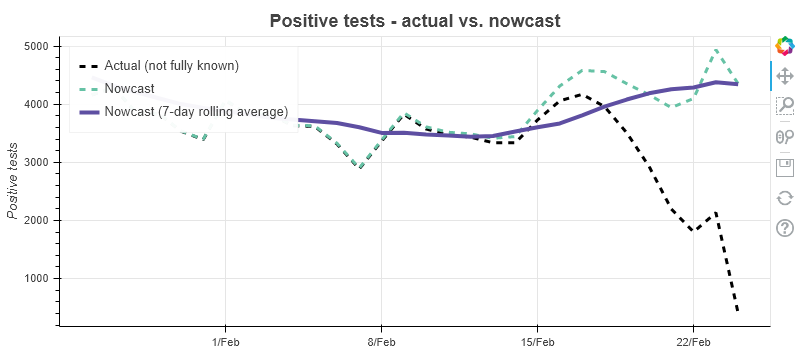 Positive tests - actual vs. nowcast
Actual (not fully known)
Nowcast
Nowcast (7-day rolling average)
Positive tests
5000
4000
3000
2000
1000
1/Feb
8/Feb
15/Feb
22/Feb